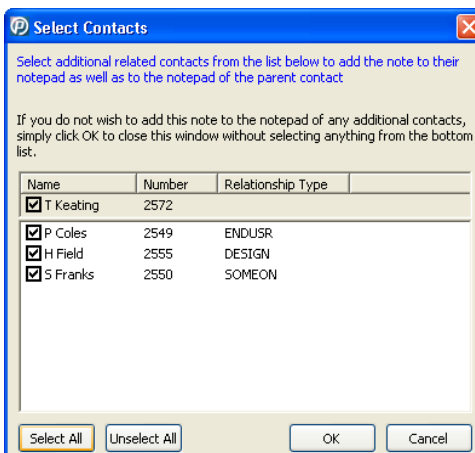 Select Contacts
Select additional related contacts from the list below to add the note to their
notepad as well as to the notepad of the parent contact
If you do not wish to add this note to the notepad of any additional contacts,
simply click OK to close this window without selecting anything from the bottom
list.
Name Number Relationship Type
T Keating 2572
P Coles 2549 ENDUSR
H Field 2555 DESIGN
S Franks 2550 SOMEON
Select All Unselect All OK Cancel